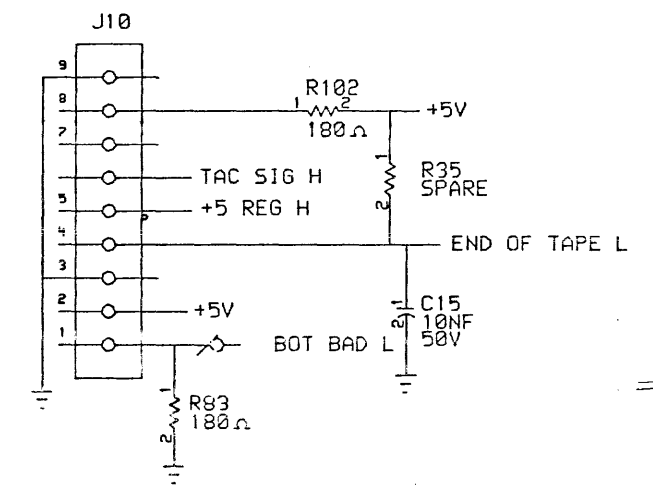 J10
9
R102
8
1
2
+5V
180Ω
7
1
R35
SPARE
TAC SIG H
2
5
+5 REG H
4
END OF TAPE L
3
1
C15
2
10NF
50V
2
+5V
1
BOT BAD L
1
R83
180Ω
2